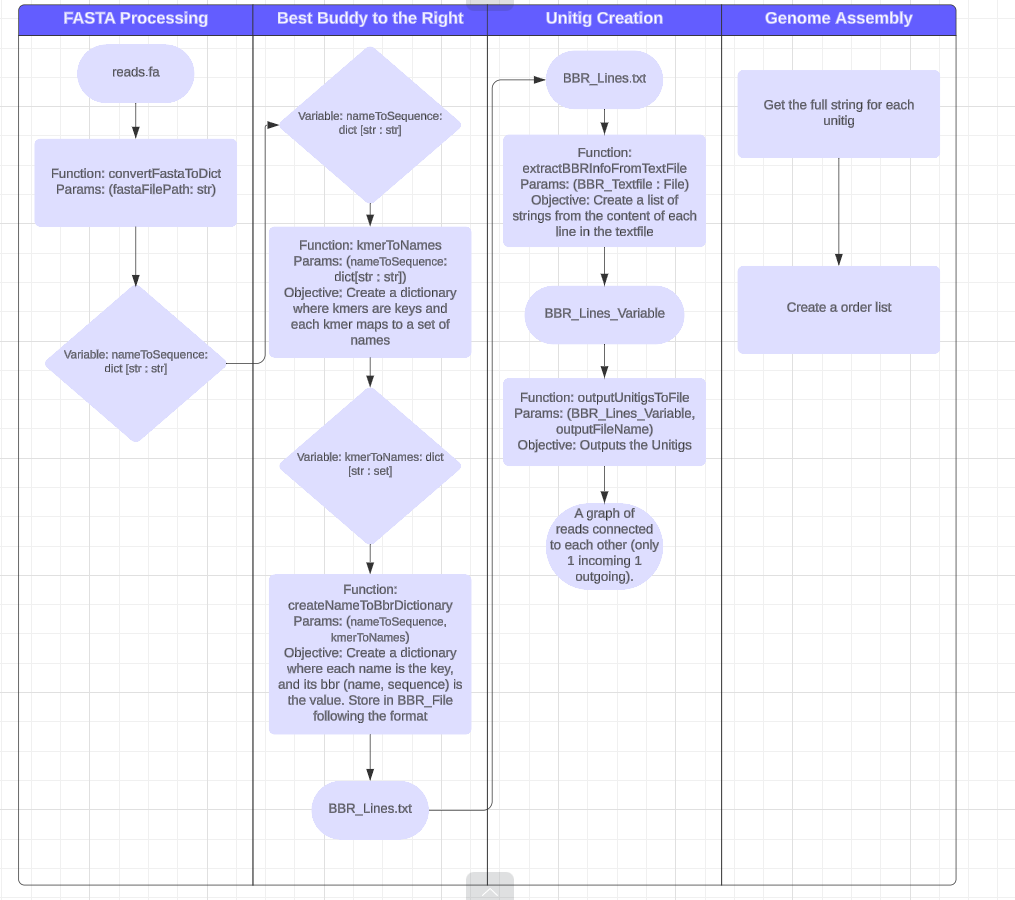 FASTA Processing
Best Buddy to the Right
Unitig Creation
Genome Assembly
reads.fa
Function: convertFastaToDict
Params: (fastaFilePath: str)
Variable: nameToSequence:
dict [str : str]
Variable: nameToSequence:
dict [str : str]
Function: kmerToNames
Params: (nameToSequence:
dict[str : str])
Objective: Create a dictionary
where kmers are keys and
each kmer maps to a set of
names
Variable: kmerToNames: dict
[str : set]
Function:
createNameToBbrDictionary
Params: (nameToSequence,
kmerToNames)
Objective: Create a dictionary
where each name is the key,
and its bbr (name, sequence) is
the value. Store in BBR_File
following the format
BBR_Lines.txt
BBR_Lines.txt
Function:
extractBBRInfoFromTextFile
Params: (BBR_Textfile : File)
Objective: Create a list of
strings from the content of each
line in the textfile
BBR_Lines_Variable
Function: outputUnitigsToFile
Params: (BBR_Lines_Variable,
outputFileName)
Objective: Outputs the Unitigs
A graph of
reads connected
to each other (only
1 incoming 1
outgoing).
Get the full string for each
unitig
Create a order list